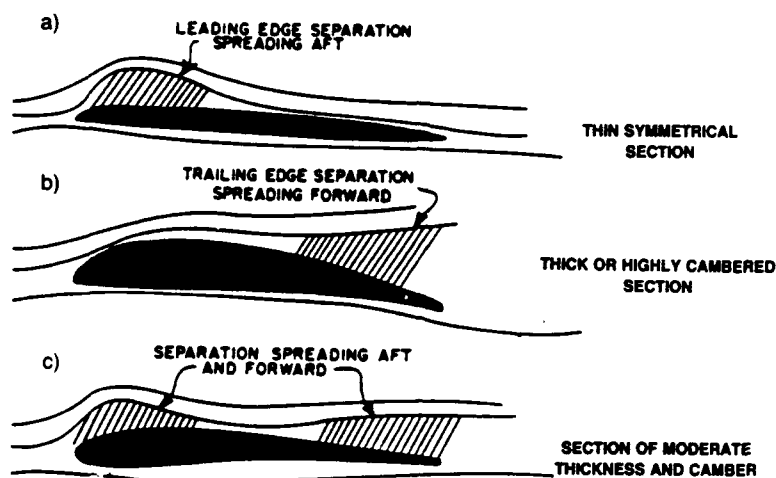 a)
LEADING EDGE SEPARATION
SPREADING AFT
THIN SYMMETRICAL
SECTION
b)
TRAILING EDGE SEPARATION
SPREADING FORWARD
THICK OR HIGHLY CAMBERED
SECTION
c)
SEPARATION SPREADING AFT
AND FORWARD
SECTION OF MODERATE
THICKNESS AND CAMBER